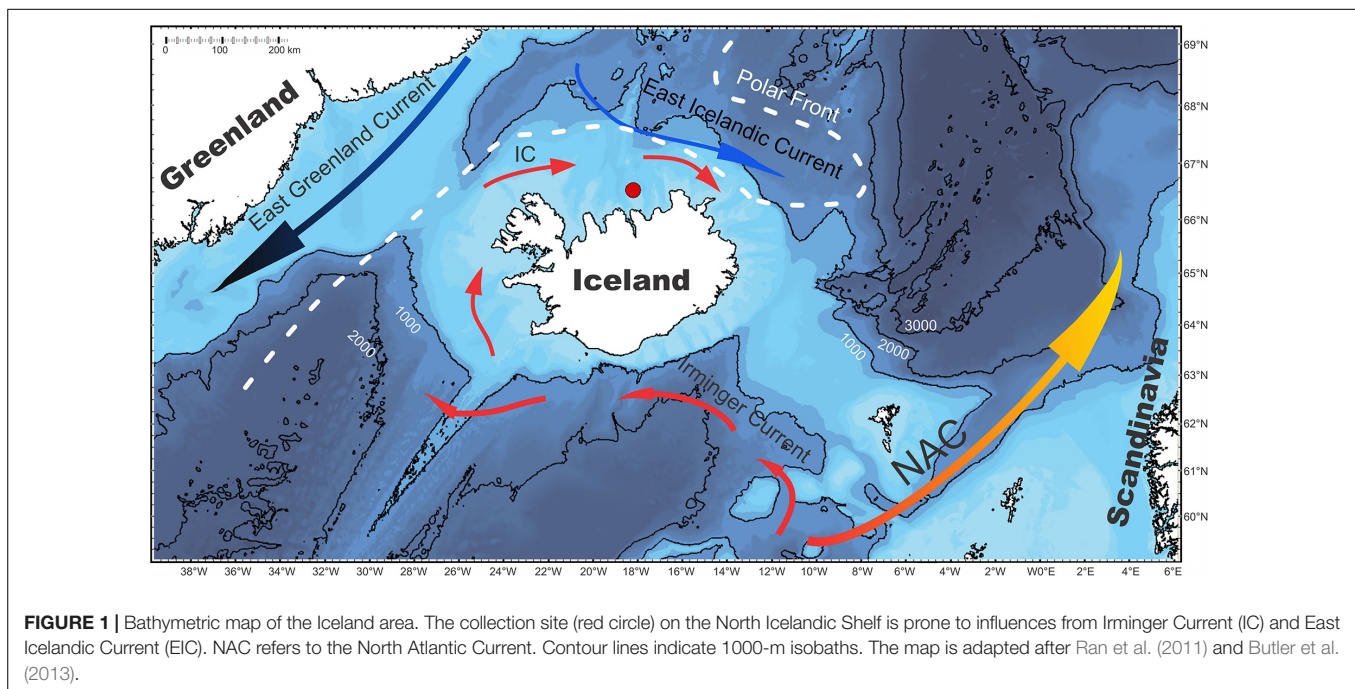 0 100 200 km
Greenland
East Greenland Current
IC
East Icelandic Current
Polar Front
Iceland
Irminger Current
NAC
Scandinavia
1000
2000
1000
2000
3000
69°N
68°N
67°N
66°N
65°N
64°N
63°N
62°N
61°N
60°N
38°W 36°W 34°W 32°W 30°W 28°W 26°W 24°W 22°W 20°W 18°W 16°W 14°W 12°W 10°W 8°W 6°W 4°W 2°W W0°E 2°E 4°E 6°E
FIGURE 1 | Bathymetric map of the Iceland area. The collection site (red circle) on the North Icelandic Shelf is prone to influences from Irminger Current (IC) and East
Icelandic Current (EIC). NAC refers to the North Atlantic Current. Contour lines indicate 1000-m isobaths. The map is adapted after Ran et al. (2011) and Butler et al.
(2013).